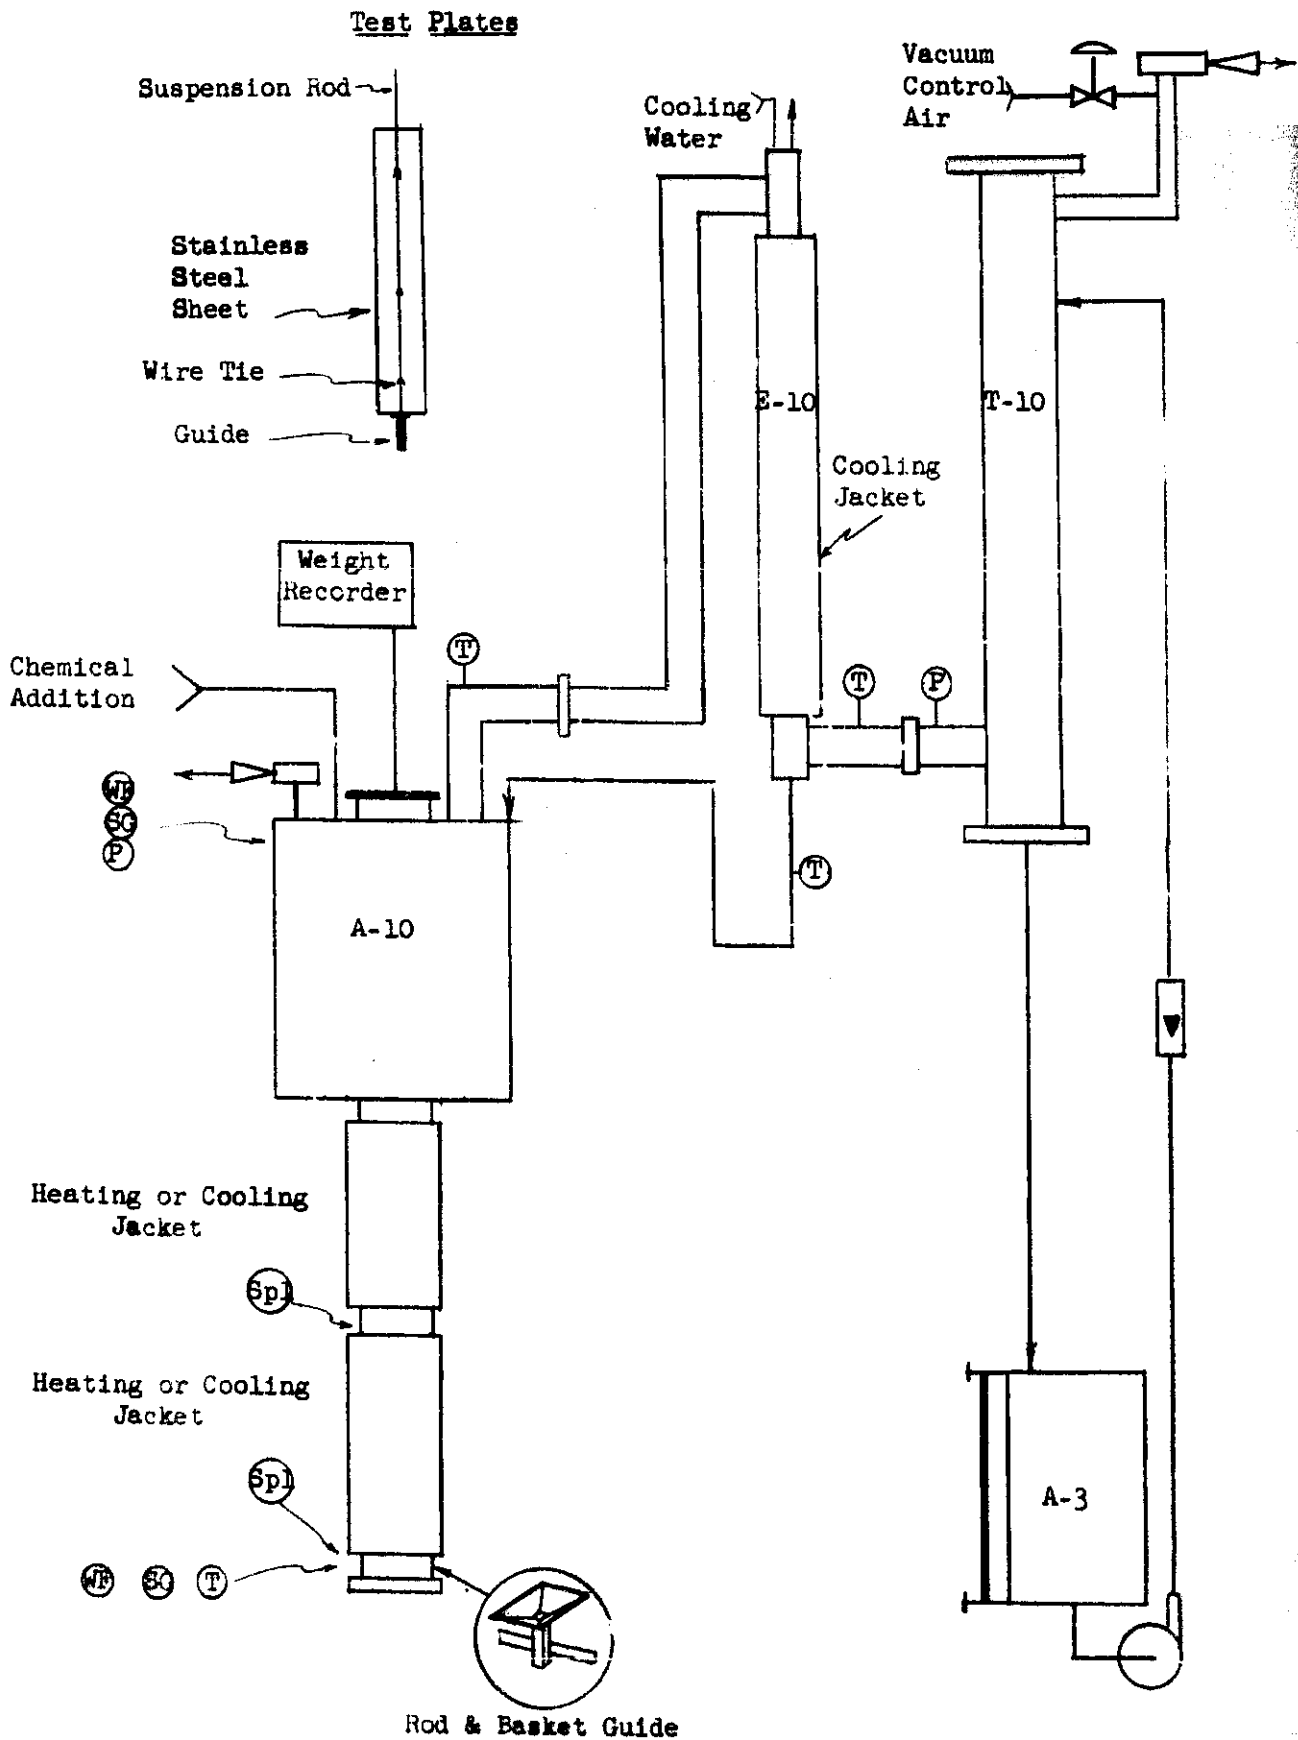 Test Plates
Suspension Rod
Stainless
Steel
Sheet
Wire Tie
Guide
Cooling
Water
Vacuum
Control
Air
E-10
T-10
Cooling
Jacket
Weight
Recorder
T
Chemical
Addition
T
P
WF
SG
P
T
A-10
Heating or Cooling
Jacket
Spl
Heating or Cooling
Jacket
Spl
A-3
WF SG T
Rod & Basket Guide